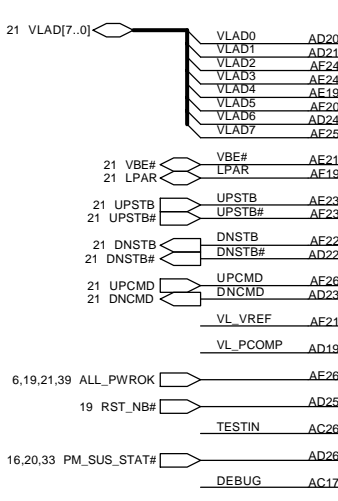 21 VLAD[7..0]
VLAD0 AD20
VLAD1 AD21
VLAD2 AF24
VLAD3 AE24
VLAD4 AE19
VLAD5 AF20
VLAD6 AD24
VLAD7 AF25
21 VBE# VBE# AE21
21 LPAR LPAR AF19
21 UPSTB UPSTB AE23
21 UPSTB# UPSTB# AF23
21 DNSTB DNSTB AF22
21 DNSTB# DNSTB# AD22
21 UPCMD UPCMD AF26
21 DNCMD DNCMD AD23
VL_VREF AF21
VL_PCOMP AD19
6,19,21,39 ALL_PWROK AE26
19 RST_NB# AD25
TESTIN AC26
16,20,33 PM_SUS_STAT# AD26
DEBUG AC17